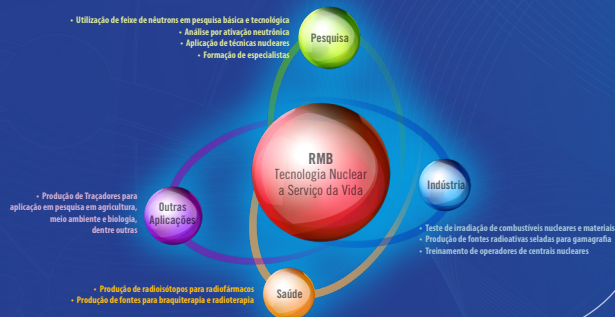 • Utilização de feixe de nêutrons em pesquisa básica e tecnológica
• Análise por ativação neutrônica
• Aplicação de técnicas nucleares
• Formação de especialistas
Pesquisa
RMB
Tecnologia Nuclear
a Serviço da Vida
Indústria
• Teste de irradiação de combustíveis nucleares e materiais
• Produção de fontes radioativas seladas para gamagrafia
• Treinamento de operadores de centrais nucleares
• Produção de Traçadores para
aplicação em pesquisa em agricultura,
meio ambiente e biologia,
dentre outras
Outras
Aplicações
• Produção de radioisótopos para radiofármacos
• Produção de fontes para braquiterapia e radioterapia
Saúde